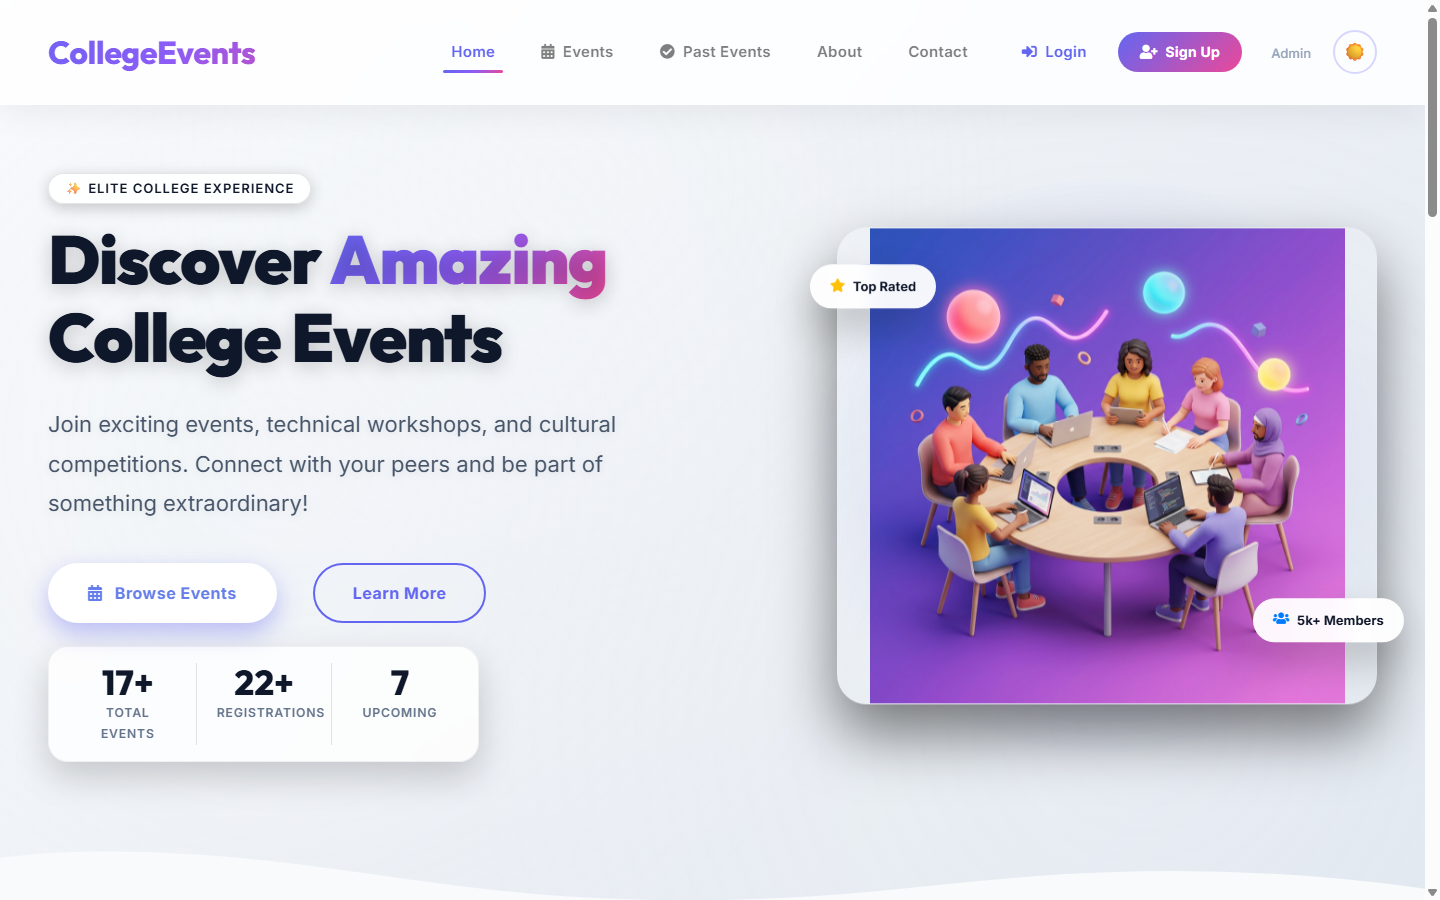 CollegeEvents
Home
Events
Past Events
About
Contact
Login
Sign Up
Admin
ELITE COLLEGE EXPERIENCE
Discover Amazing
College Events
Join exciting events, technical workshops, and cultural
competitions. Connect with your peers and be part of
something extraordinary!
Browse Events
Learn More
17+
TOTAL
EVENTS
22+
REGISTRATIONS
7
UPCOMING
Top Rated
5k+ Members